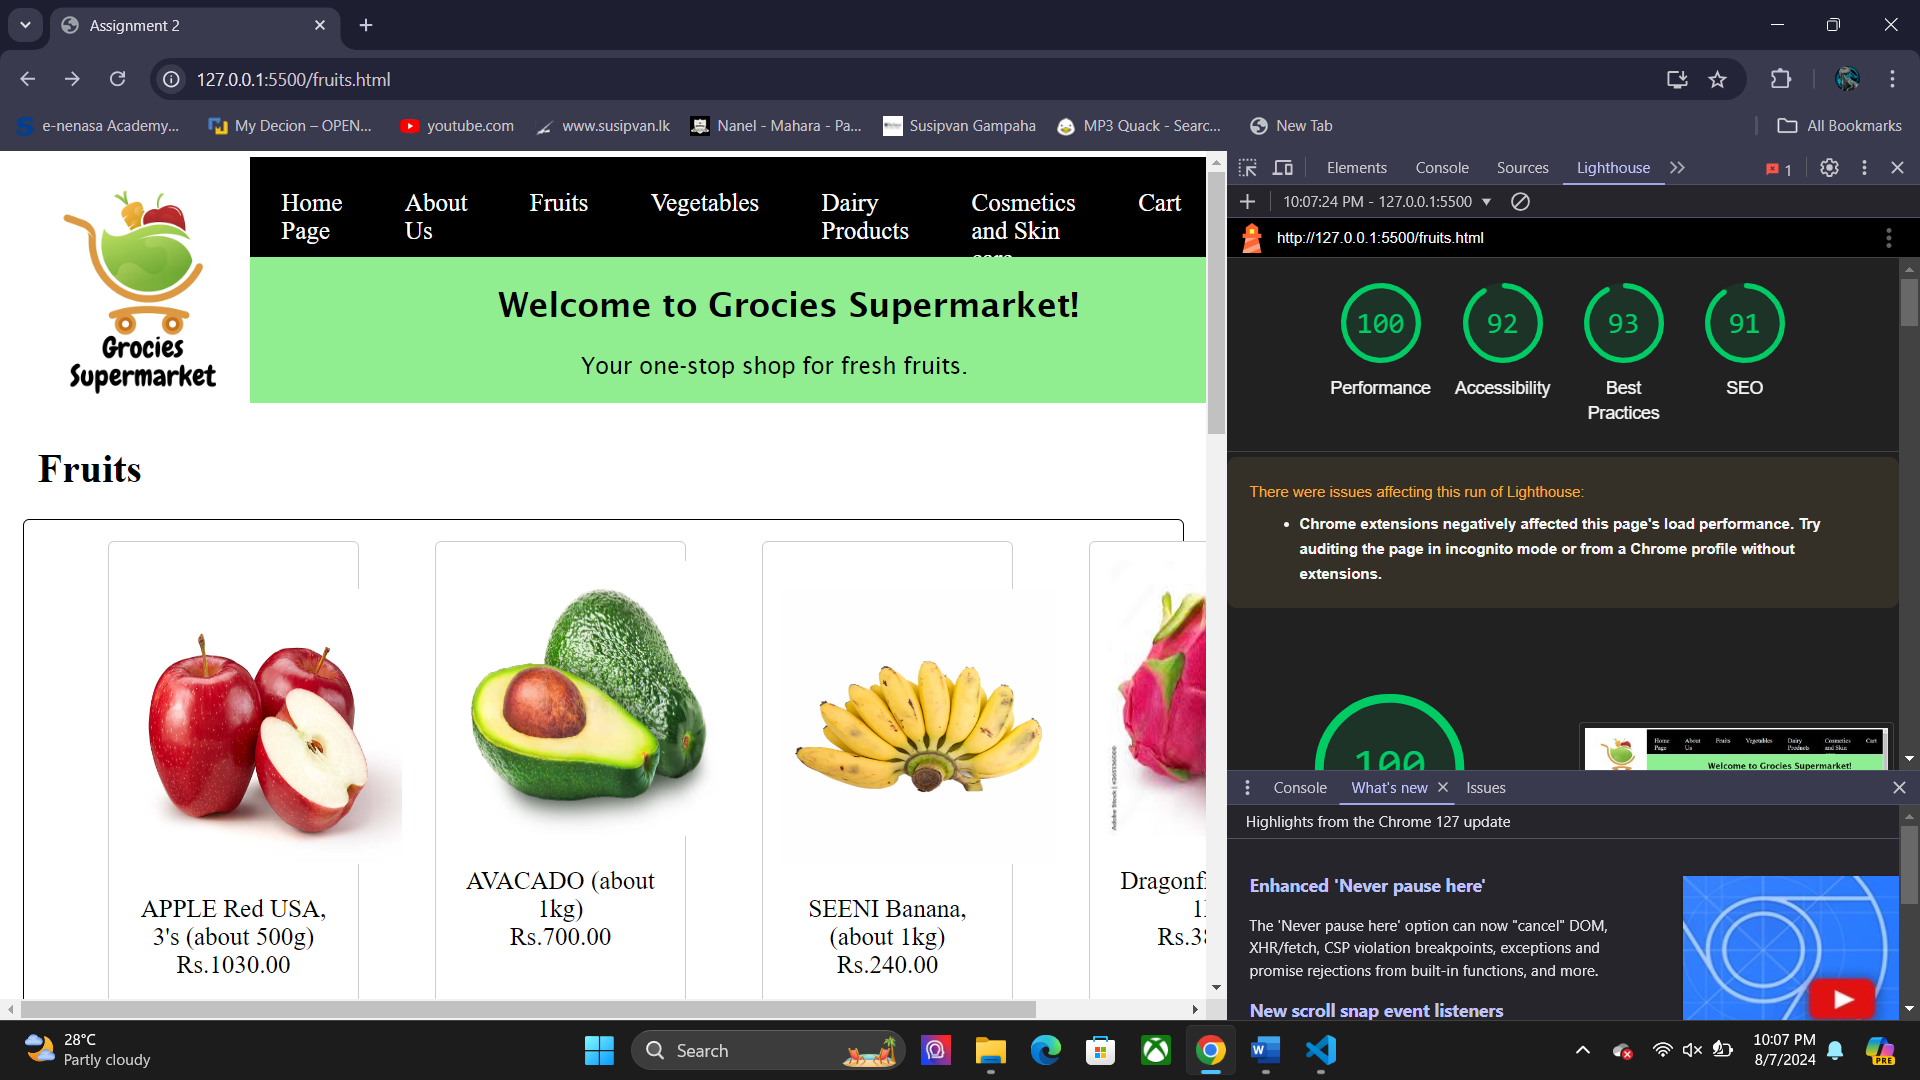 Assignment 2
127.0.0.1:5500/fruits.html
e-nenasa Academy...
My Decion – OPEN...
youtube.com
www.susipvan.lk
Nanel - Mahara - Pa...
Susipvan Gampaha
MP3 Quack - Searc...
New Tab
All Bookmarks
Grocies
Supermarket
Home
Page
About
Us
Fruits
Vegetables
Dairy
Products
Cosmetics
and Skin
care
Cart
Welcome to Grocies Supermarket!
Your one-stop shop for fresh fruits.
Fruits
APPLE Red USA,
3's (about 500g)
Rs.1030.00
AVACADO (about
1kg)
Rs.700.00
SEENI Banana,
(about 1kg)
Rs.240.00
Dragonf
1
Rs.38
Elements
Console
Sources
Lighthouse
1
10:07:24 PM - 127.0.0.1:5500
http://127.0.0.1:5500/fruits.html
100
Performance
92
Accessibility
93
Best
Practices
91
SEO
There were issues affecting this run of Lighthouse:
• Chrome extensions negatively affected this page's load performance. Try
auditing the page in incognito mode or from a Chrome profile without
extensions.
100
Home
Page
About
Us
Fruits
Vegetables
Dairy
Products
Cosmetics
and Skin
Cart
Welcome to Grocies Supermarket!
Console
What's new
Issues
Highlights from the Chrome 127 update
Enhanced 'Never pause here'
The 'Never pause here' option can now "cancel" DOM,
XHR/fetch, CSP violation breakpoints, exceptions and
promise rejections from built-in functions, and more.
New scroll snap event listeners
28°C
Partly cloudy
Search
PRE
10:07 PM
8/7/2024